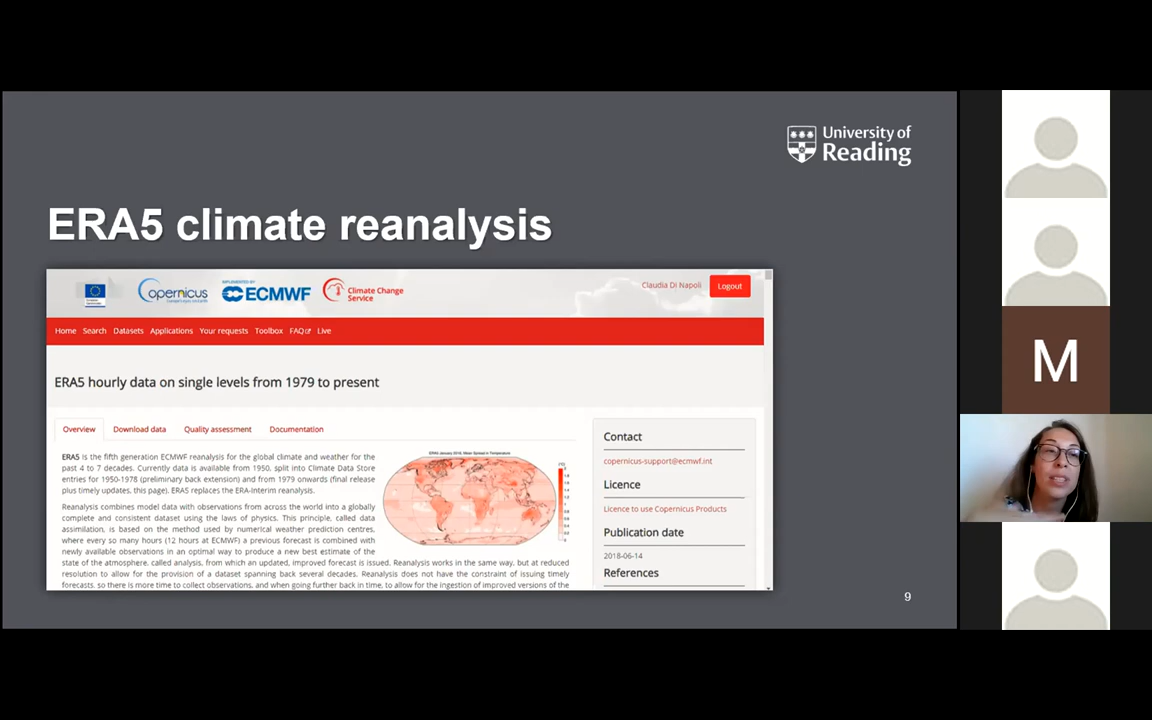 University of
Reading
ERA5 climate reanalysis
opernicus
IMPLEMENTED BY
ECMWF
Climate Change
Service
Claudia Di Napoli
Logout
Home Search Datasets Applications Your requests Toolbox FAQ Live
ERA5 hourly data on single levels from 1979 to present
Overview Download data Quality assessment Documentation
ERA5 is the fifth generation ECMWF reanalysis for the global climate and weather for the
past 4 to 7 decades. Currently data is available from 1950, split into Climate Data Store
entries for 1950-1978 (preliminary back extension) and from 1979 onwards (final release
plus timely updates, this page). ERA5 replaces the ERA-Interim reanalysis.
Reanalysis combines model data with observations from across the world into a globally
complete and consistent dataset using the laws of physics. This principle, called data
assimilation, is based on the method used by numerical weather prediction centres,
where every so many hours (12 hours at ECMWF) a previous forecast is combined with
newly available observations in an optimal way to produce a new best estimate of the
state of the atmosphere, called analysis, from which an updated, improved forecast is issued. Reanalysis works in the same way, but at reduced
resolution to allow for the provision of a dataset spanning back several decades. Reanalysis does not have the constraint of issuing timely
forecasts, so there is more time to collect observations, and when going further back in time, to allow for the ingestion of improved versions of the
Contact
copernicus-support@ecmwf.int
Licence
Licence to use Copernicus Products
Publication date
2018-06-14
References
9
M